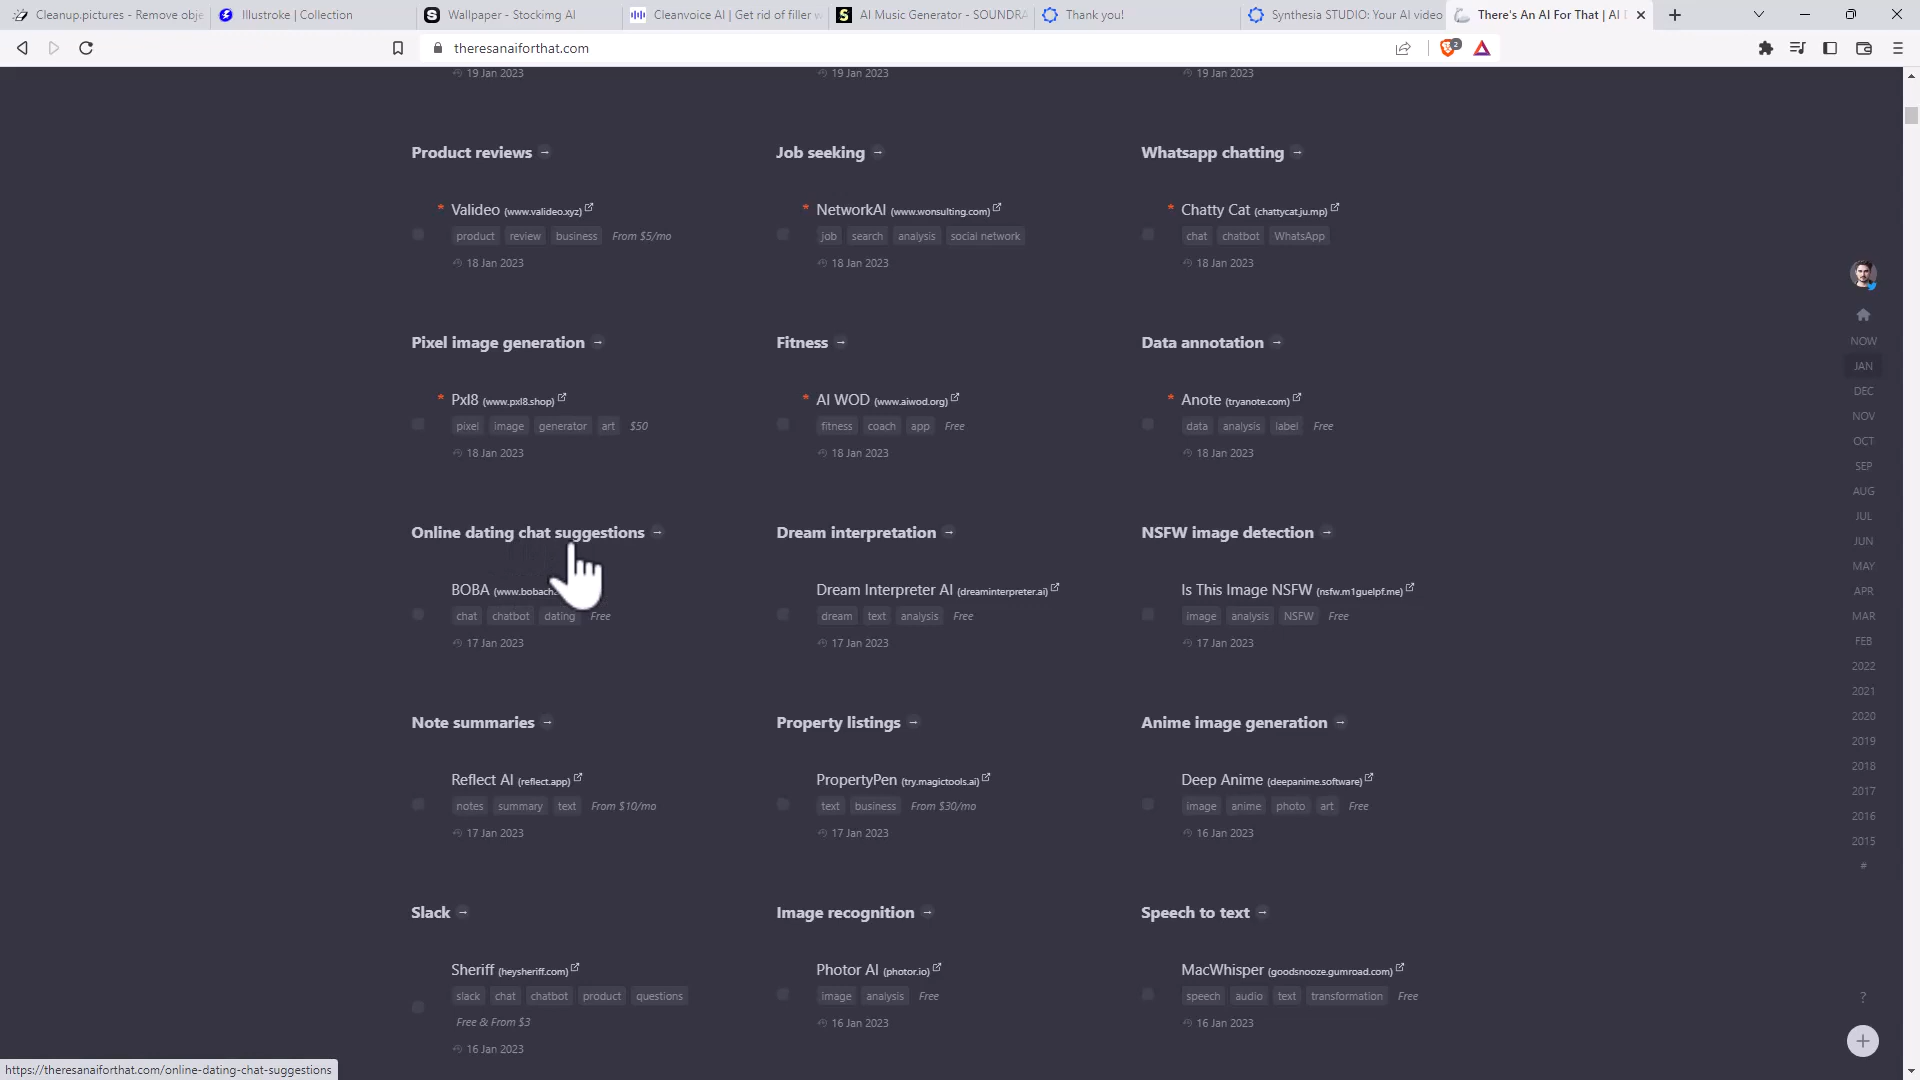 Cleanup.pictures - Remove obje
Illustroke | Collection
Wallpaper - Stockimg AI
Cleanvoice AI | Get rid of filler w
AI Music Generator - SOUNDRA
Thank you!
Synthesia STUDIO: Your AI video
There's An AI For That | AI
theresanaiforthat.com
2
19 Jan 2023
19 Jan 2023
19 Jan 2023
Product reviews →
Job seeking →
Whatsapp chatting →
* Valideo (www.valideo.xyz)
product review business From $5/mo
18 Jan 2023
* NetworkAI (www.wonsulting.com)
job search analysis social network
18 Jan 2023
* Chatty Cat (chattycat.ju.mp)
chat chatbot WhatsApp
18 Jan 2023
Pixel image generation →
Fitness →
Data annotation →
* Pxl8 (www.pxl8.shop)
pixel image generator art $50
18 Jan 2023
* AI WOD (www.aiwod.org)
fitness coach app Free
18 Jan 2023
* Anote (tryanote.com)
data analysis label Free
18 Jan 2023
Online dating chat suggestions →
Dream interpretation →
NSFW image detection →
BOBA (www.bobach
chat chatbot dating Free
17 Jan 2023
Dream Interpreter AI (dreaminterpreter.ai)
dream text analysis Free
17 Jan 2023
Is This Image NSFW (nsfw.m1guelpf.me)
image analysis NSFW Free
17 Jan 2023
Note summaries →
Property listings →
Anime image generation →
Reflect AI (reflect.app)
notes summary text From $10/mo
17 Jan 2023
PropertyPen (try.magictools.ai)
text business From $30/mo
17 Jan 2023
Deep Anime (deepanime.software)
image anime photo art Free
16 Jan 2023
Slack →
Image recognition →
Speech to text →
Sheriff (heysheriff.com)
slack chat chatbot product questions
Free & From $3
16 Jan 2023
Photor AI (photor.io)
image analysis Free
16 Jan 2023
MacWhisper (goodsnooze.gumroad.com)
speech audio text transformation Free
16 Jan 2023
NOW
JAN
DEC
NOV
OCT
SEP
AUG
JUL
JUN
MAY
APR
MAR
FEB
2022
2021
2020
2019
2018
2017
2016
2015
#
?
https://theresanaiforthat.com/online-dating-chat-suggestions